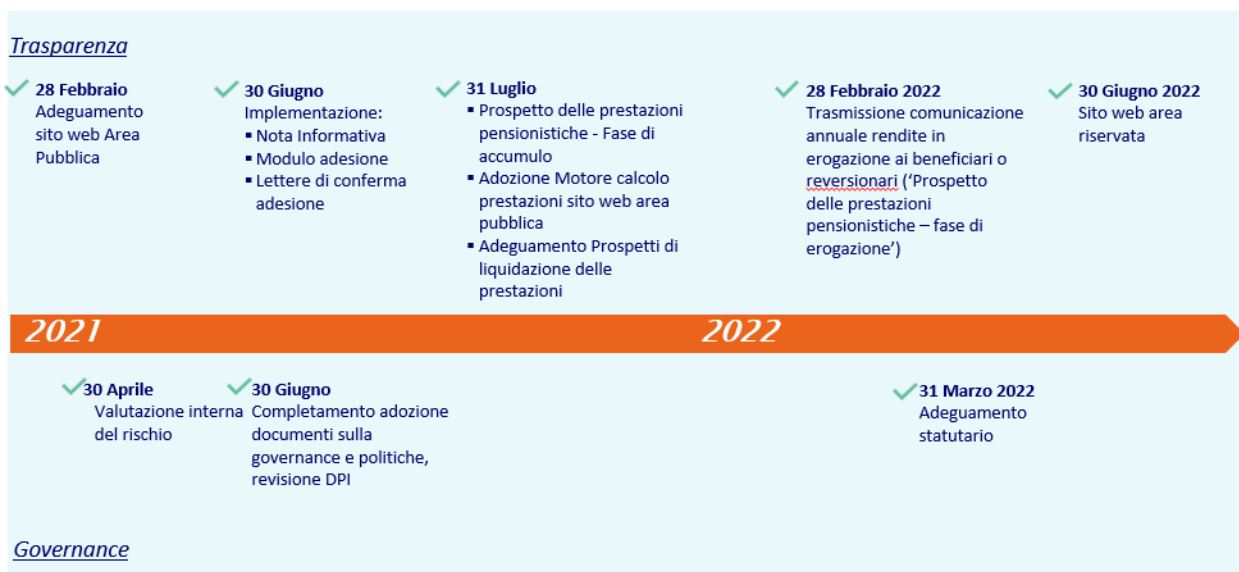 Trasparenza
28 Febbraio
Adeguamento
sito web Area
Pubblica
30 Giugno
Implementazione:
▪ Nota Informativa
▪ Modulo adesione
▪ Lettere di conferma
adesione
31 Luglio
▪ Prospetto delle prestazioni
pensionistiche - Fase di
accumulo
▪ Adozione Motore calcolo
prestazioni sito web area
pubblica
▪ Adeguamento Prospetti di
liquidazione delle
prestazioni
28 Febbraio 2022
Trasmissione comunicazione
annuale rendite in
erogazione ai beneficiari o
reversionari (‘Prospetto
delle prestazioni
pensionistiche – fase di
erogazione’)
30 Giugno 2022
Sito web area
riservata
2021
2022
30 Aprile
Valutazione interna
del rischio
30 Giugno
Completamento adozione
documenti sulla
governance e politiche,
revisione DPI
31 Marzo 2022
Adeguamento
statutario
Governance